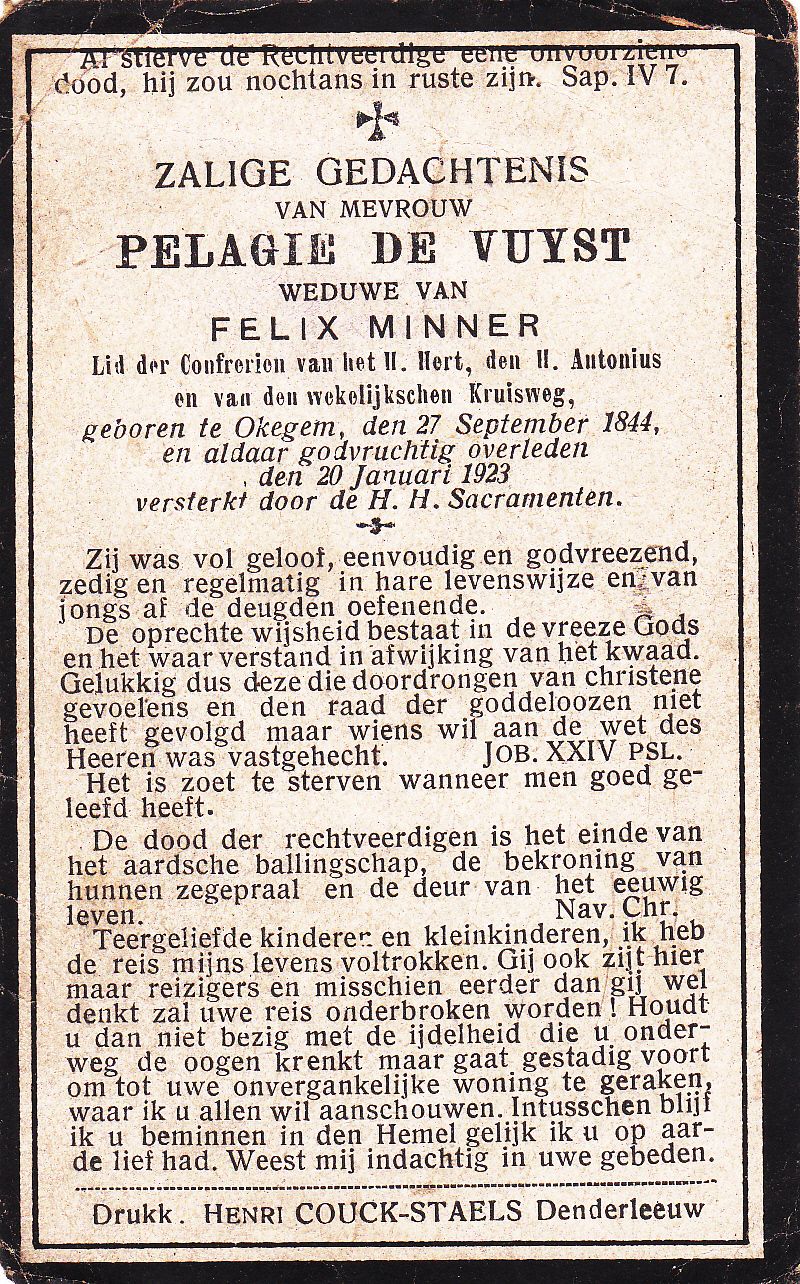 Al stierve de Rechtveerdige eene onvoorziene
dood, hij zou nochtans in ruste zijn. Sap. IV 7.
ZALIGE GEDACHTENIS
VAN MEVROUW
PELAGIE DE VUYST
WEDUWE VAN
FELIX MINNER
Lid der Confrerien van het H. Hert, den H. Antonius
en van den wekelijkschen Kruisweg,
geboren te Okegem, den 27 September 1844,
en aldaar godvruchtig overleden
den 20 Januari 1923
versterkt door de H. H. Sacramenten.
Zij was vol geloof, eenvoudig en godvreezend,
zedig en regelmatig in hare levenswijze en van
jongs af de deugden oefenende.
De oprechte wijsheid bestaat in de vreeze Gods
en het waar verstand in afwijking van het kwaad.
Gelukkig dus deze die doordrongen van christene
gevoelens en den raad der goddeloozen niet
heeft gevolgd maar wiens wil aan de wet des
Heeren was vastgehecht. JOB. XXIV PSL.
Het is zoet te sterven wanneer men goed ge-
leefd heeft.
De dood der rechtveerdigen is het einde van
het aardsche ballingschap, de bekroning van
hunnen zegepraal en de deur van het eeuwig
leven. Nav. Chr.
Teergeliefde kinderen en kleinkinderen, ik heb
de reis mijns levens voltrokken. Gij ook zijt hier
maar reizigers en misschien eerder dan gij wel
denkt zal uwe reis onderbroken worden! Houdt
u dan niet bezig met de ijdelheid die u onder-
weg de oogen krenkt maar gaat gestadig voort
om tot uwe onvergankelijke woning te geraken,
waar ik u allen wil aanschouwen. Intusschen blijf
ik u beminnen in den Hemel gelijk ik u op aar-
de lief had. Weest mij indachtig in uwe gebeden.
Drukk. HENRI COUCK-STAELS Denderleeuw